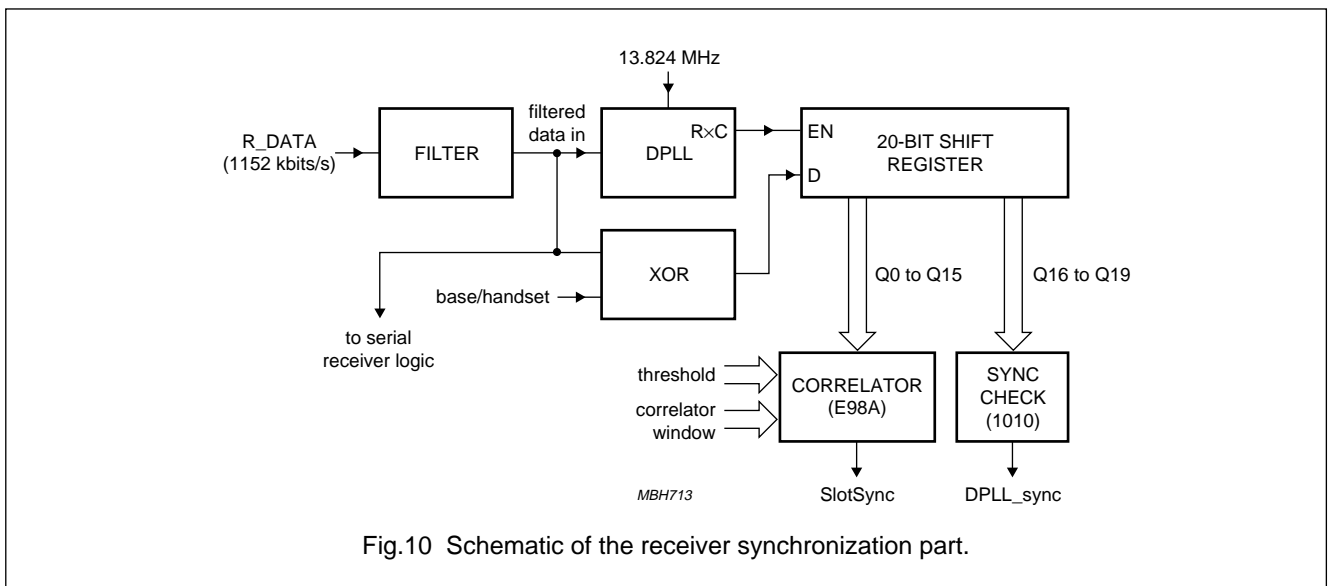 13.824 MHz
R_DATA
(1152 kbits/s)
FILTER
filtered
data in
R×C
DPLL
EN
D
20-BIT SHIFT
REGISTER
XOR
base/handset
to serial
receiver logic
Q0 to Q15
Q16 to Q19
threshold
correlator
window
CORRELATOR
(E98A)
SYNC
CHECK
(1010)
MBH713
SlotSync
DPLL_sync
Fig.10 Schematic of the receiver synchronization part.